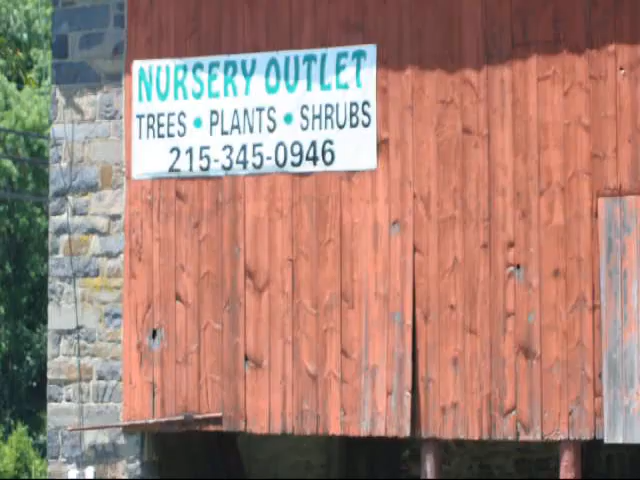 NURSERY OUTLET
TREES • PLANTS • SHRUBS
215-345-0946